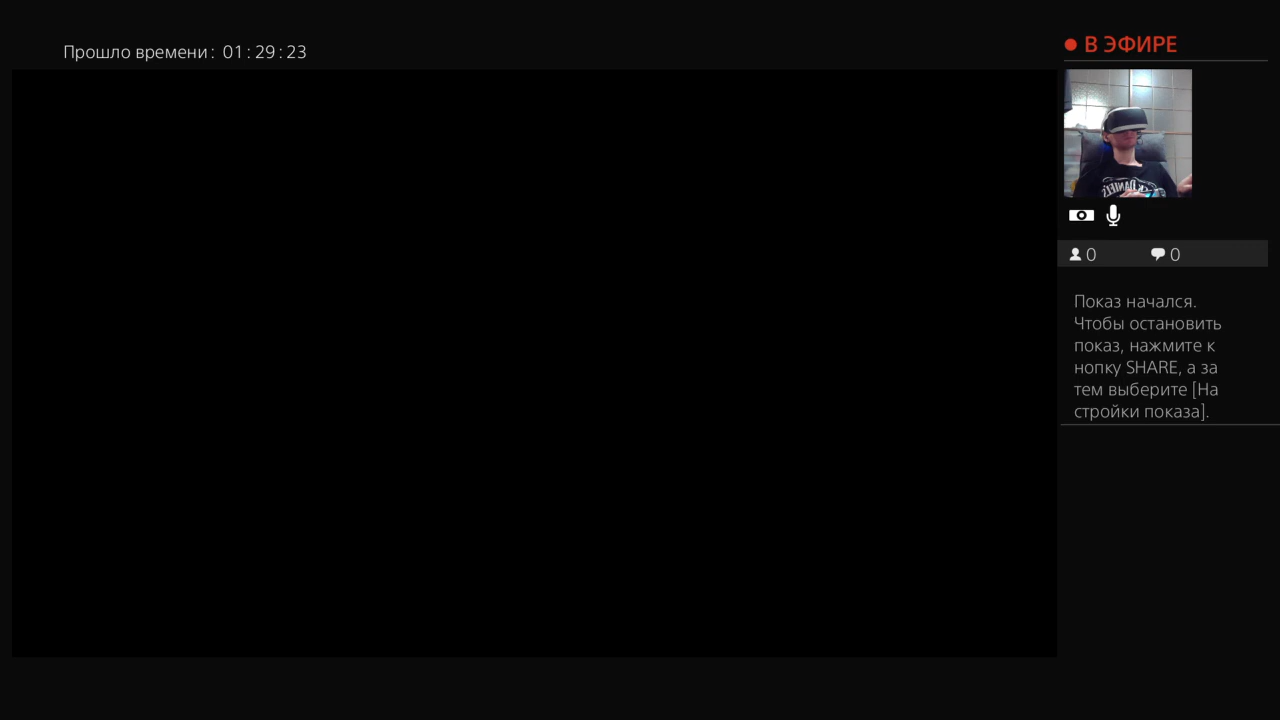 Прошло времени: 01:29:23
В ЭФИРЕ
0 0
Показ начался.
Чтобы остановить
показ, нажмите к
нопку SHARE, а за
тем выберите [На
стройки показа].